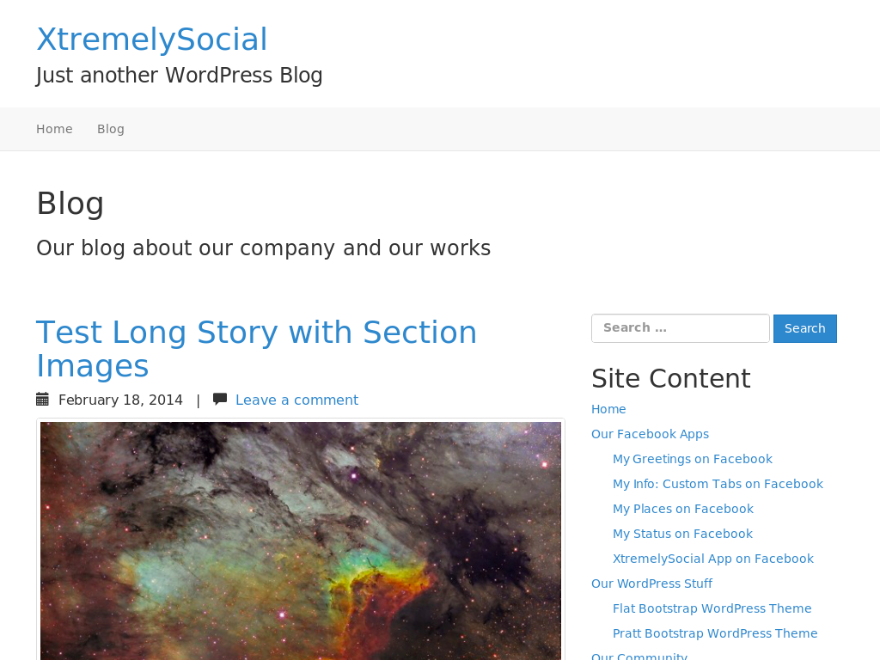 XtremelySocial
Just another WordPress Blog
Home Blog
Blog
Our blog about our company and our works
Test Long Story with Section
Images
February 18, 2014 | Leave a comment
Search …
Search
Site Content
Home
Our Facebook Apps
My Greetings on Facebook
My Info: Custom Tabs on Facebook
My Places on Facebook
My Status on Facebook
XtremelySocial App on Facebook
Our WordPress Stuff
Flat Bootstrap WordPress Theme
Pratt Bootstrap WordPress Theme
Our Community